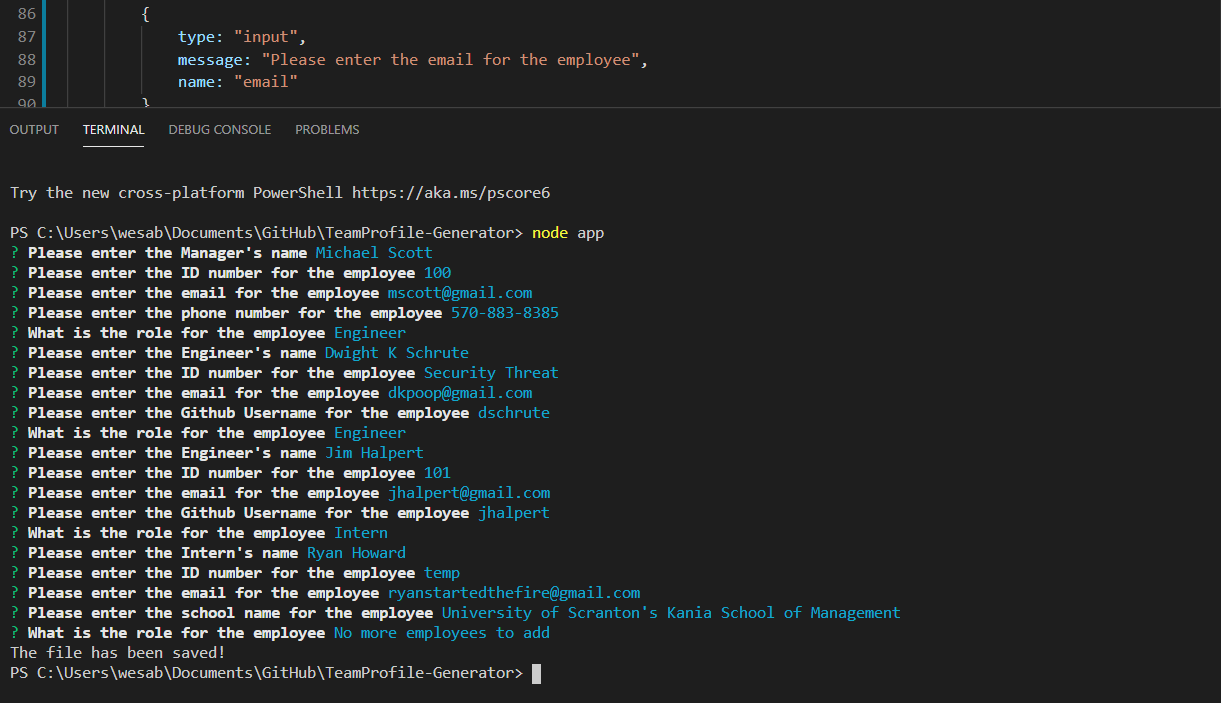 86 {
87 type: "input",
88 message: "Please enter the email for the employee",
89 name: "email"
90 }
OUTPUT TERMINAL DEBUG CONSOLE PROBLEMS
Try the new cross-platform PowerShell https://aka.ms/pscore6
PS C:\Users\wesab\Documents\GitHub\TeamProfile-Generator> node app
? Please enter the Manager's name Michael Scott
? Please enter the ID number for the employee 100
? Please enter the email for the employee mscott@gmail.com
? Please enter the phone number for the employee 570-883-8385
? What is the role for the employee Engineer
? Please enter the Engineer's name Dwight K Schrute
? Please enter the ID number for the employee Security Threat
? Please enter the email for the employee dkpoop@gmail.com
? Please enter the Github Username for the employee dschrute
? What is the role for the employee Engineer
? Please enter the Engineer's name Jim Halpert
? Please enter the ID number for the employee 101
? Please enter the email for the employee jhalpert@gmail.com
? Please enter the Github Username for the employee jhalpert
? What is the role for the employee Intern
? Please enter the Intern's name Ryan Howard
? Please enter the ID number for the employee temp
? Please enter the email for the employee ryanstartedthefire@gmail.com
? Please enter the school name for the employee University of Scranton's Kania School of Management
? What is the role for the employee No more employees to add
The file has been saved!
PS C:\Users\wesab\Documents\GitHub\TeamProfile-Generator>